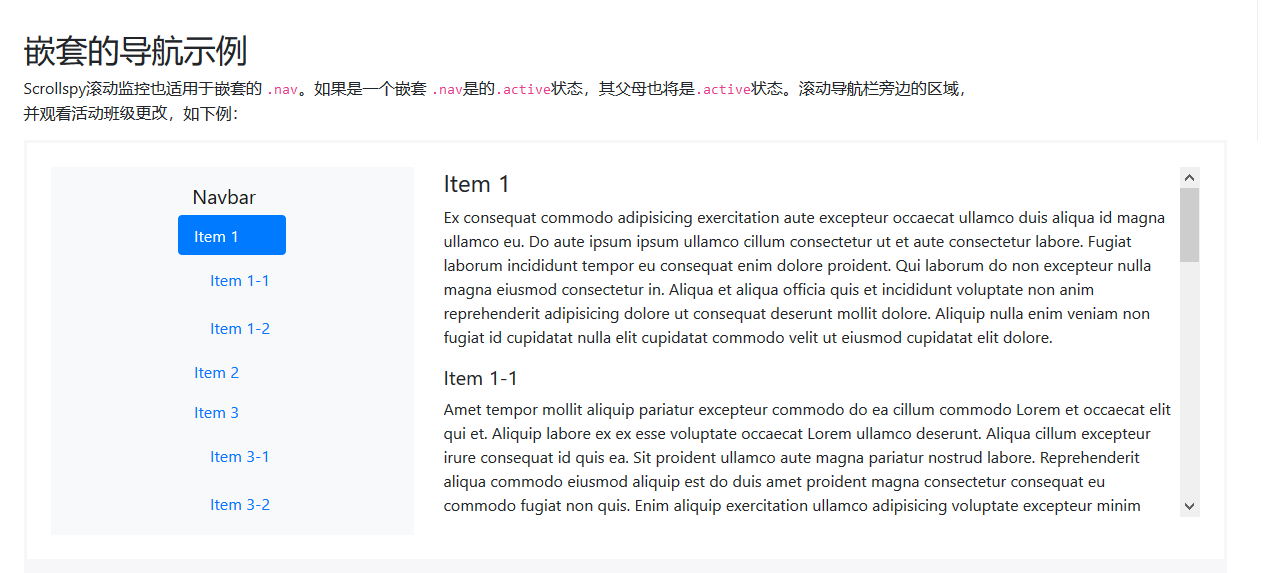 嵌套的导航示例
Scrollspy滚动监控也适用于嵌套的 .nav。如果是一个嵌套 .nav是的.active状态，其父母也将是.active状态。滚动导航栏旁边的区域，
并观看活动班级更改，如下例：
Navbar
Item 1
Item 1-1
Item 1-2
Item 2
Item 3
Item 3-1
Item 3-2
Item 1
Ex consequat commodo adipisicing exercitation aute excepteur occaecat ullamco duis aliqua id magna
ullamco eu. Do aute ipsum ipsum ullamco cillum consectetur ut et aute consectetur labore. Fugiat
laborum incididunt tempor eu consequat enim dolore proident. Qui laborum do non excepteur nulla
magna eiusmod consectetur in. Aliqua et aliqua officia quis et incididunt voluptate non anim
reprehenderit adipisicing dolore ut consequat deserunt mollit dolore. Aliquip nulla enim veniam non
fugiat id cupidatat nulla elit cupidatat commodo velit ut eiusmod cupidatat elit dolore.
Item 1-1
Amet tempor mollit aliquip pariatur excepteur commodo do ea cillum commodo Lorem et occaecat elit
qui et. Aliquip labore ex ex esse voluptate occaecat Lorem ullamco deserunt. Aliqua cillum excepteur
irure consequat id quis ea. Sit proident ullamco aute magna pariatur nostrud labore. Reprehenderit
aliqua commodo eiusmod aliquip est do duis amet proident magna consectetur consequat eu
commodo fugiat non quis. Enim aliquip exercitation ullamco adipisicing voluptate excepteur minim